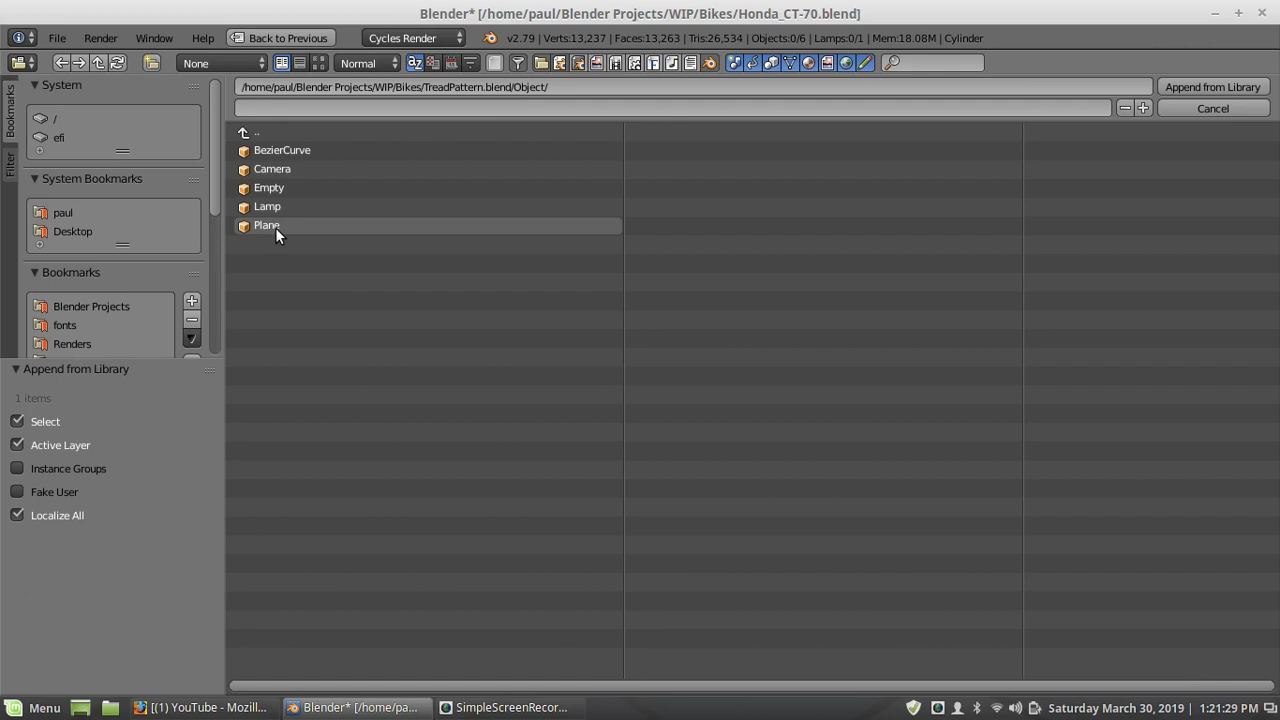 Blender* [/home/paul/Blender Projects/WIP/Bikes/Honda_CT-70.blend]
File Render Window Help Back to Previous Cycles Render v2.79 | Verts:13,237 | Faces:13,263 | Tris:26,534 | Objects:0/6 | Lamps:0/1 | Mem:18.08M | Cylinder
None Normal
Bookmarks
Filter
System
/
efi
System Bookmarks
paul
Desktop
Bookmarks
Blender Projects
fonts
Renders
Append from Library
1 items
Select
Active Layer
Instance Groups
Fake User
Localize All
/home/paul/Blender Projects/WIP/Bikes/TreadPattern.blend/Object/
Append from Library
Cancel
..
BezierCurve
Camera
Empty
Lamp
Plane
Menu [(1) YouTube - Mozill... Blender* [/home/pa... SimpleScreenRecor... Saturday March 30, 2019 1:21:29 PM